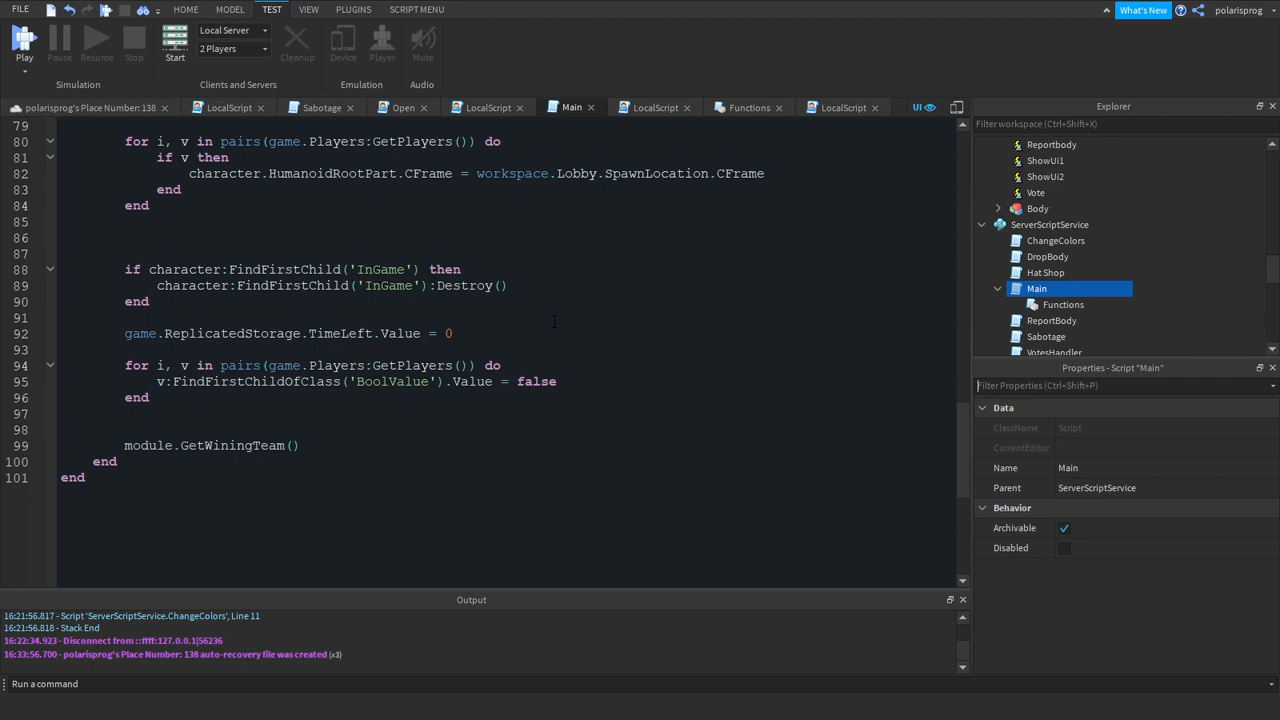 FILE HOME MODEL TEST VIEW PLUGINS SCRIPT MENU What's New polarisprog
Play Pause Resume Stop Start Local Server 2 Players Cleanup Device Player Mute
Simulation Clients and Servers Emulation Audio
polarisprog's Place Number: 138 LocalScript Sabotage Open LocalScript Main LocalScript Functions LocalScript UI
79
80 for i, v in pairs(game.Players:GetPlayers()) do
81 if v then
82 character.HumanoidRootPart.CFrame = workspace.Lobby.SpawnLocation.CFrame
83 end
84 end
85
86
87
88 if character:FindFirstChild('InGame') then
89 character:FindFirstChild('InGame'):Destroy()
90 end
91
92 game.ReplicatedStorage.TimeLeft.Value = 0
93
94 for i, v in pairs(game.Players:GetPlayers()) do
95 v:FindFirstChildOfClass('BoolValue').Value = false
96 end
97
98
99 module.GetWiningTeam()
100 end
101 end
Explorer
Filter workspace (Ctrl+Shift+X)
Reportbody
ShowUi1
ShowUi2
Vote
Body
ServerScriptService
ChangeColors
DropBody
Hat Shop
Main
Functions
ReportBody
Sabotage
VotesHandler
Properties - Script "Main"
Filter Properties (Ctrl+Shift+P)
Data
ClassName Script
CurrentEditor
Name Main
Parent ServerScriptService
Behavior
Archivable
Disabled
Output
16:21:56.817 - Script 'ServerScriptService.ChangeColors', Line 11
16:21:56.818 - Stack End
16:22:34.923 - Disconnect from ::ffff:127.0.0.1|56236
16:33:56.700 - polarisprog's Place Number: 138 auto-recovery file was created (x3)
Run a command